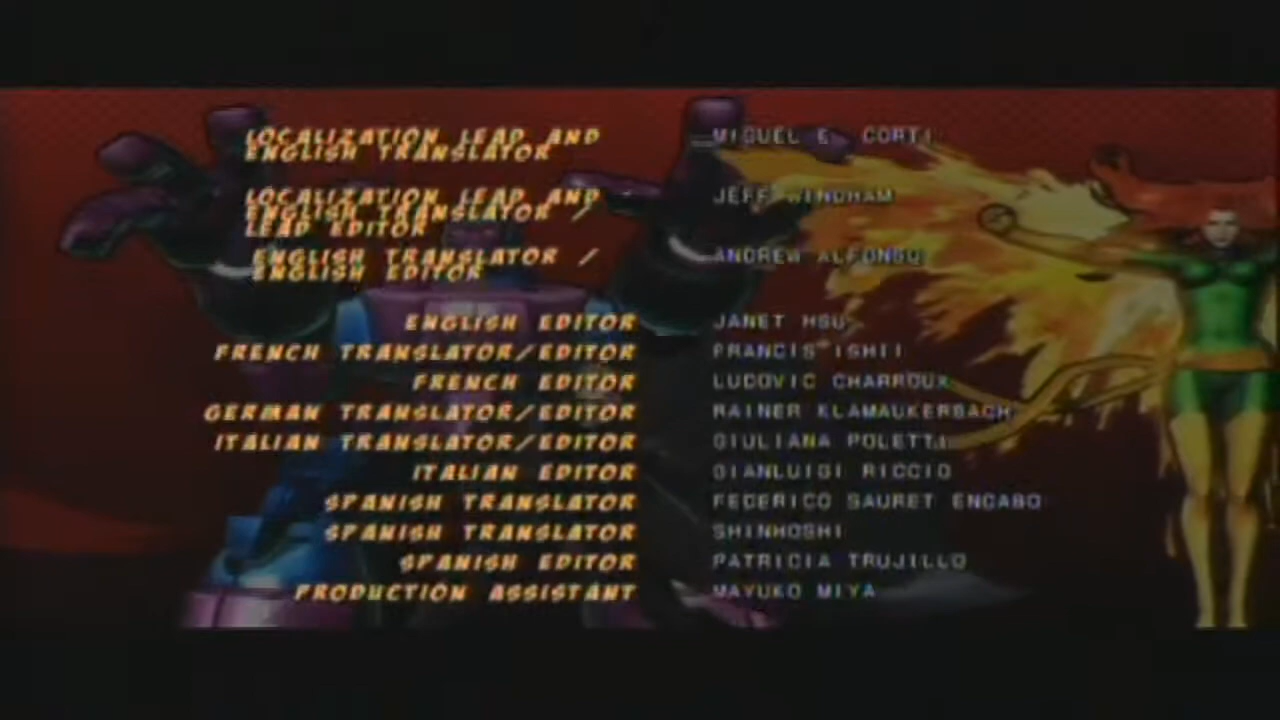 LOCALIZATION LEAD AND MIGUEL E. CORTI
ENGLISH TRANSLATOR
LOCALIZATION LEAD AND JEFF WINDHAM
ENGLISH TRANSLATOR /
LEAD EDITOR
ENGLISH TRANSLATOR / ANDREW ALFONSO
ENGLISH EDITOR
ENGLISH EDITOR JANET HSU
FRENCH TRANSLATOR/EDITOR FRANCIS ISHII
FRENCH EDITOR LUDOVIC CHARROUX
GERMAN TRANSLATOR/EDITOR RAINER KLAMAUKERBACH
ITALIAN TRANSLATOR/EDITOR GIULIANA POLETTI
ITALIAN EDITOR GIANLUIGI RICCIO
SPANISH TRANSLATOR FEDERICO SAURET ENCABO
SPANISH TRANSLATOR SHINHOSHI
SPANISH EDITOR PATRICIA TRUJILLO
PRODUCTION ASSISTANT MAYUKO MIYA